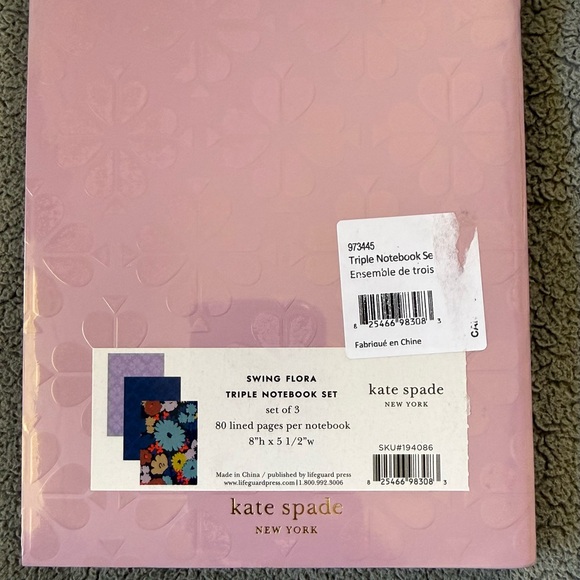 973445
Triple Notebook Se
Ensemble de trois
8 25466 98308 3
Fabriqué en Chine
SWING FLORA
TRIPLE NOTEBOOK SET
set of 3
80 lined pages per notebook
8"h x 5 1/2"w
Made in China / published by lifeguard press
www.lifeguardpress.com|1.800.992.3006
kate spade
NEW YORK
SKU#194086
8 25466 98308 3
kate spade
NEW YORK